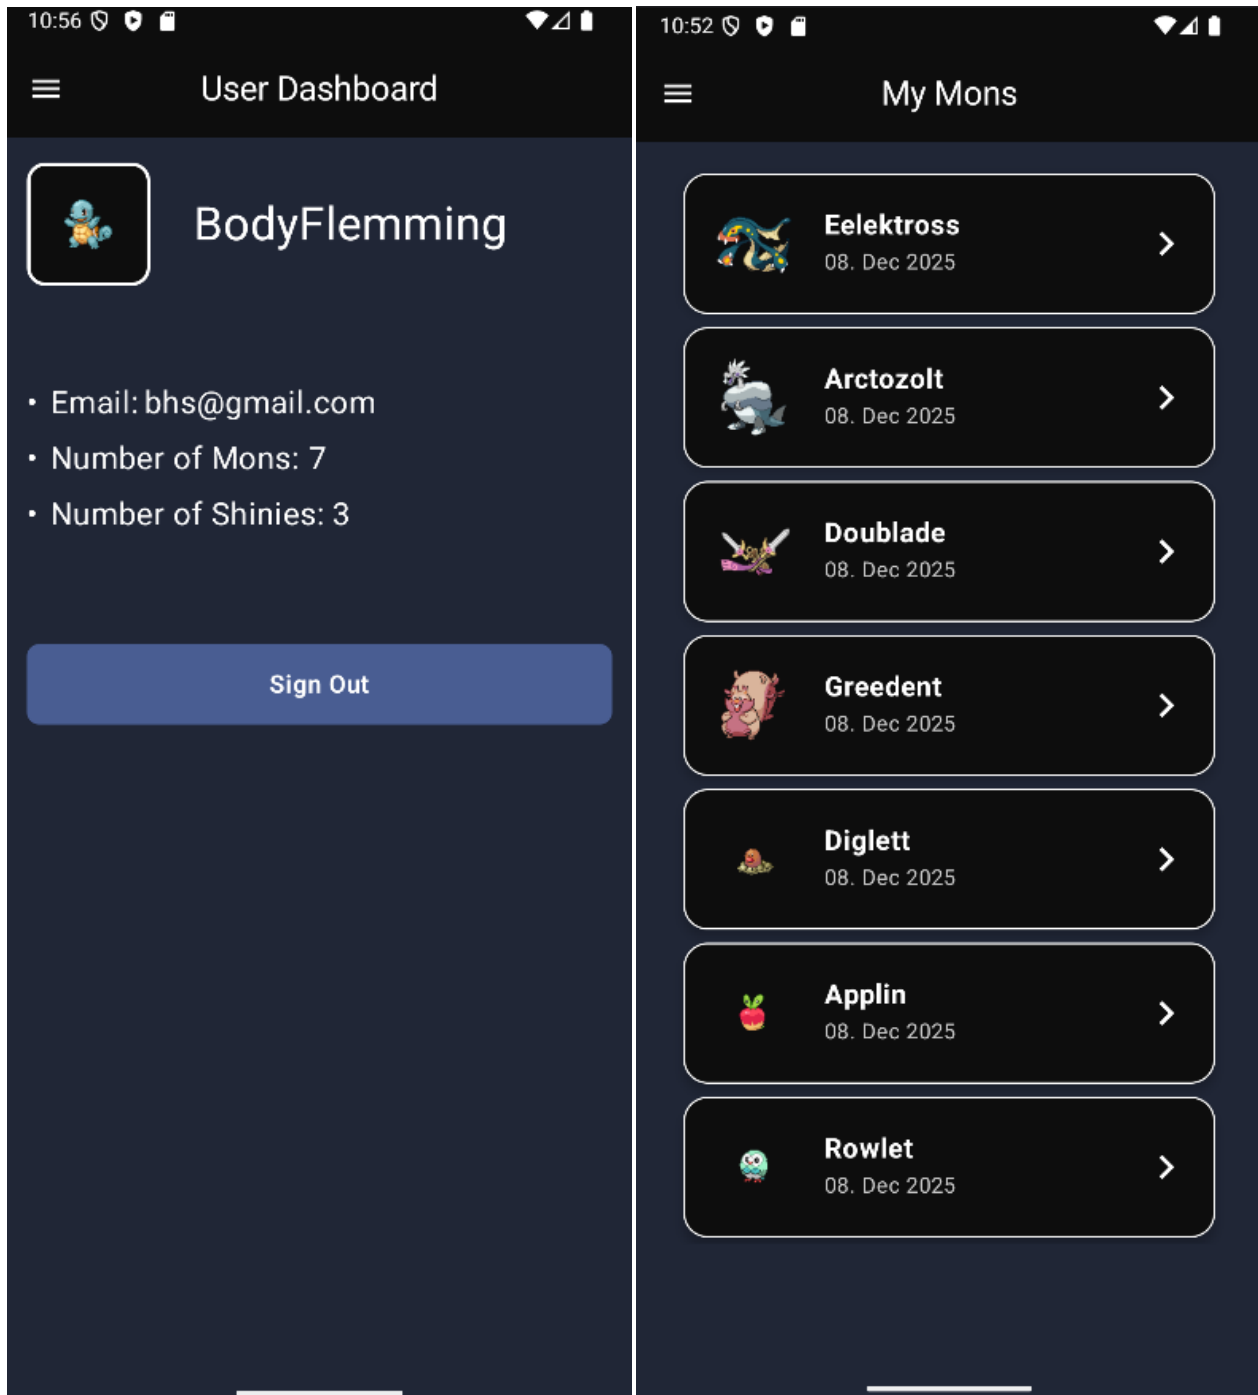 10:56
User Dashboard
BodyFlemming
• Email: bhs@gmail.com
• Number of Mons: 7
• Number of Shinies: 3
Sign Out
10:52
My Mons
Eelektross
08. Dec 2025
Arctozolt
08. Dec 2025
Doublade
08. Dec 2025
Greedent
08. Dec 2025
Diglett
08. Dec 2025
Applin
08. Dec 2025
Rowlet
08. Dec 2025